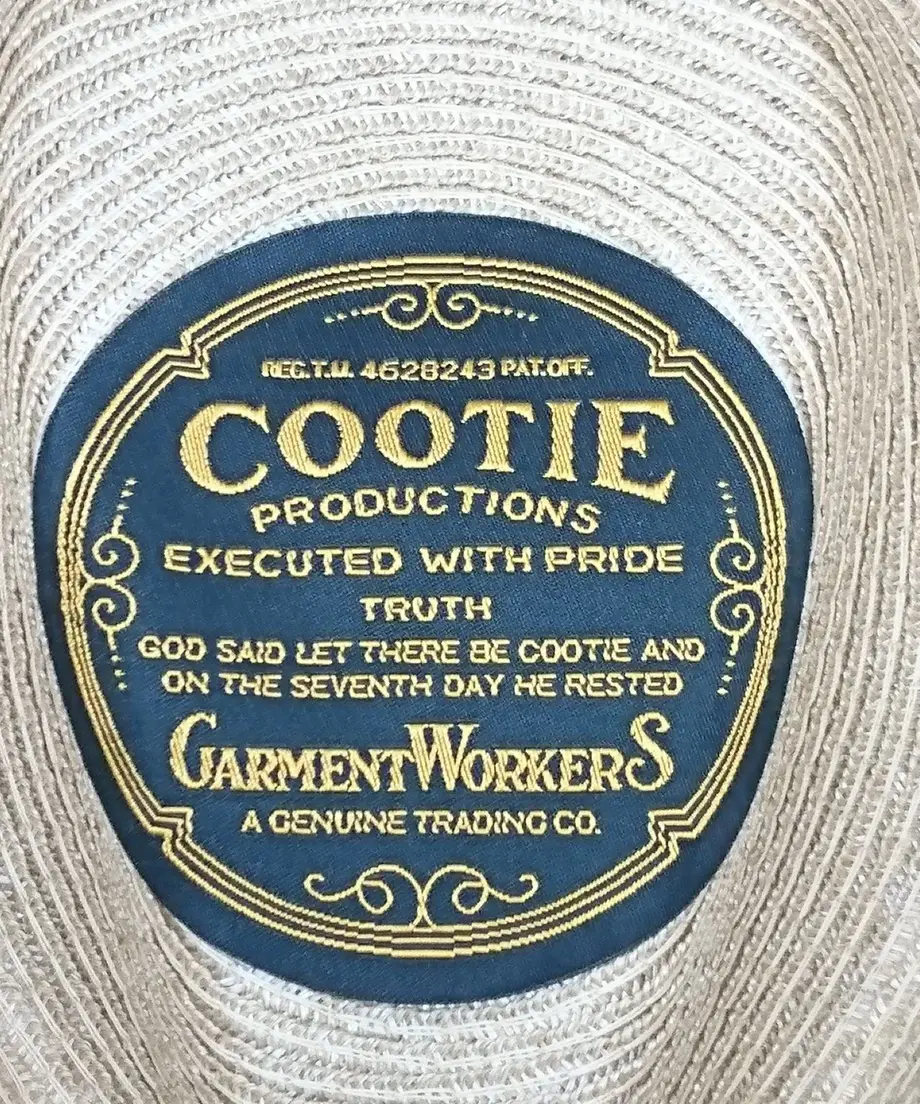 REG.T.M. 4628243 PAT.OFF.
COOTIE
PRODUCTIONS
EXECUTED WITH PRIDE
TRUTH
GOD SAID LET THERE BE COOTIE AND
ON THE SEVENTH DAY HE RESTED
GARMENTWORKERS
A GENUINE TRADING CO.